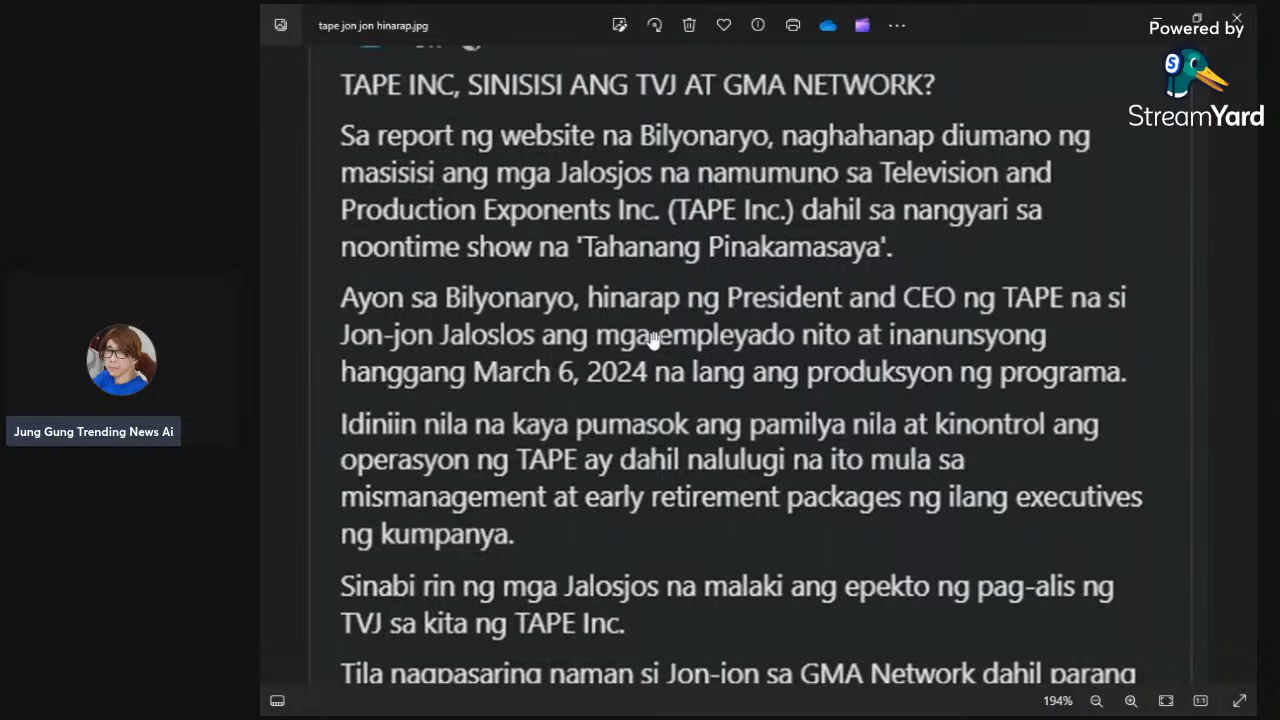 tape jon jon hinarap.jpg
Powered by
StreamYard
TAPE INC, SINISISI ANG TVJ AT GMA NETWORK?
Sa report ng website na Bilyonaryo, naghahanap diumano ng
masisisi ang mga Jalosjos na namumuno sa Television and
Production Exponents Inc. (TAPE Inc.) dahil sa nangyari sa
noontime show na 'Tahanang Pinakamasaya'.
Ayon sa Bilyonaryo, hinarap ng President and CEO ng TAPE na si
Jon-jon Jaloslos ang mga empleyado nito at inanunsyong
hanggang March 6, 2024 na lang ang produksyon ng programa.
Idiniin nila na kaya pumasok ang pamilya nila at kinontrol ang
operasyon ng TAPE ay dahil nalulugi na ito mula sa
mismanagement at early retirement packages ng ilang executives
ng kumpanya.
Sinabi rin ng mga Jalosjos na malaki ang epekto ng pag-alis ng
TVJ sa kita ng TAPE Inc.
Tila nagpasaring naman si Jon-jon sa GMA Network dahil parang
Jung Gung Trending News Ai
194%
1:1